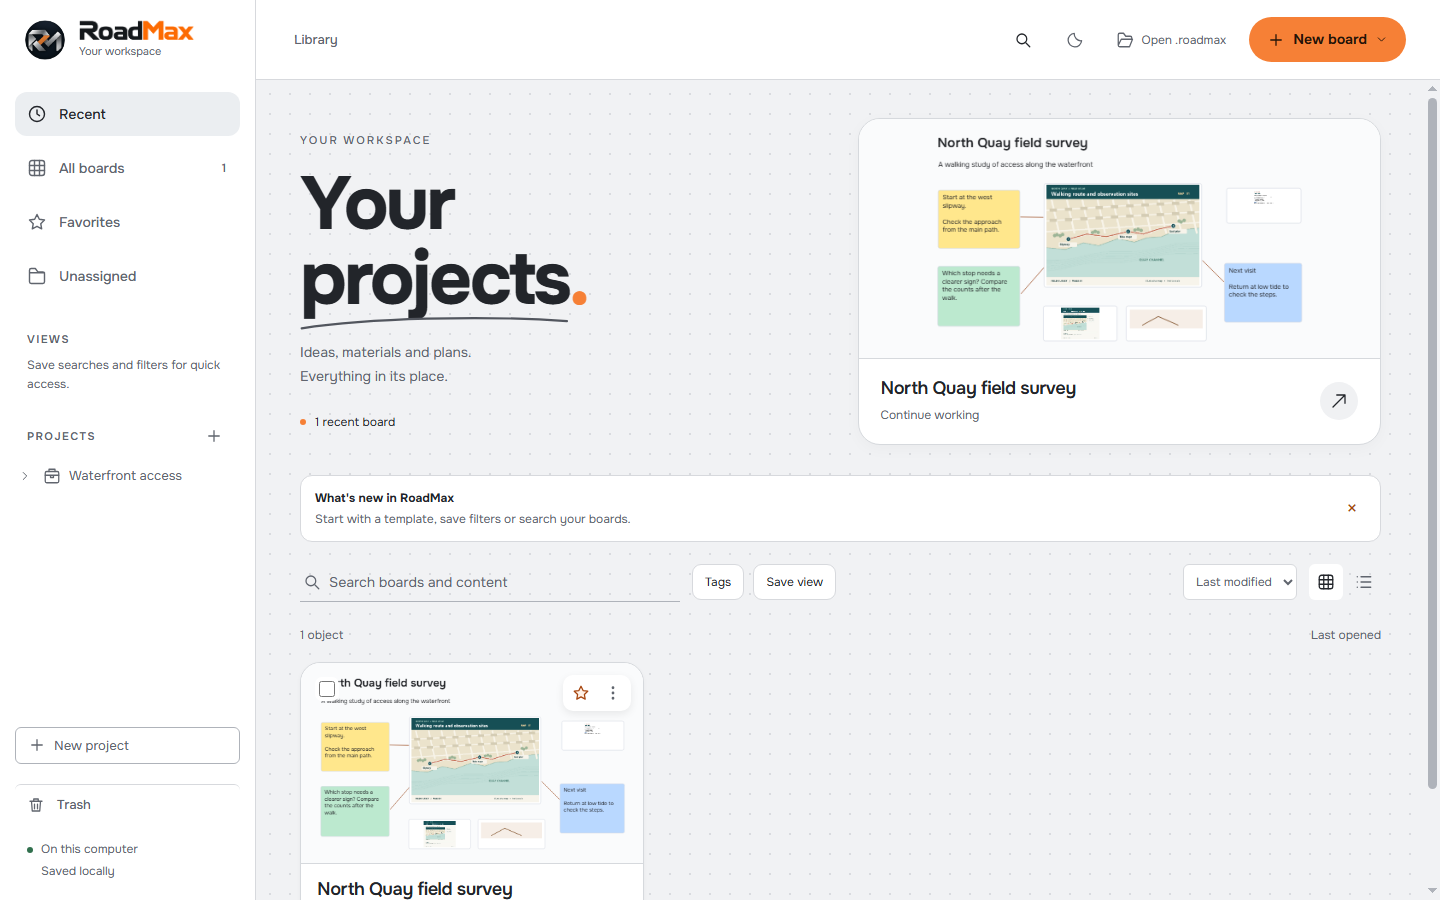 RoadMax
Your workspace
Library
Open .roadmax
New board
Recent
All boards 1
Favorites
Unassigned
VIEWS
Save searches and filters for quick
access.
PROJECTS
Waterfront access
New project
Trash
On this computer
Saved locally
YOUR WORKSPACE
Your
projects.
Ideas, materials and plans.
Everything in its place.
1 recent board
North Quay field survey
A walking study of access along the waterfront
Start at the west
slipway.
Check the approach
from the main path.
Walking route and observation sites
Which stop needs a
clearer sign? Compare
the counts after the
walk.
Next visit
Return at low tide to
check the steps.
North Quay field survey
Continue working
What's new in RoadMax
Start with a template, save filters or search your boards.
Search boards and content
Tags
Save view
Last modified
1 object
Last opened
th Quay field survey
king study of access along the waterfront
Start at the west
slipway.
Check the approach
from the main path.
Walking route and observation sites
Which stop needs a
clearer sign? Compare
the counts after the
walk.
Next visit
Return at low tide to
check the steps.
North Quay field survey